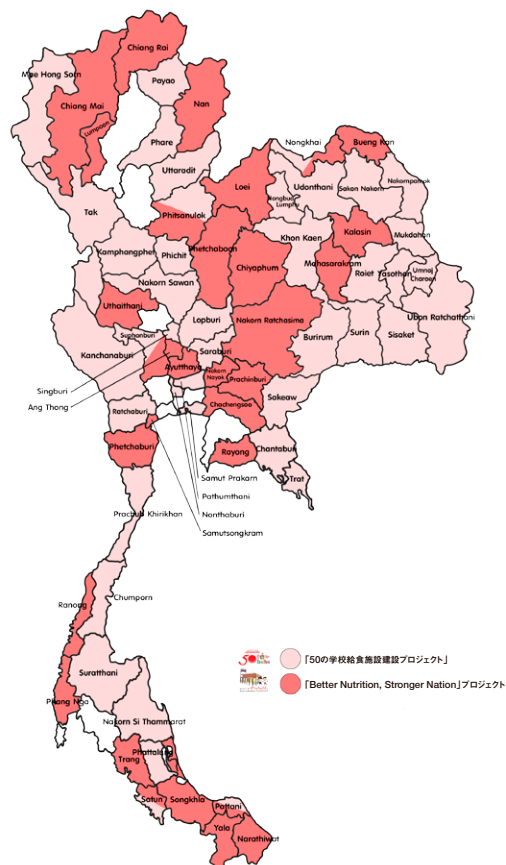 Chiang Rai
Mae Hong Sorn
Payao
Chiang Mai
Nan
Lumpoon
Phare
Nongkhai
Bueng Kan
Uttaradit
Loei
Udonthani
Sakon Nakorn
Nakornpanom
Nongbua
Lumphu
Tak
Phitsanulok
Kalasin
Mukdahan
Khon Kaen
Kamphangphet
Phichit
Phetchaboon
Chiyaphum
Mahasarakram
Roiet
Yasothon
Umnaj
Charoen
Nakorn Sawan
Uthaithani
Ubon Ratchathani
Lopburi
Nakorn Ratchasima
Burirum
Surin
Sisaket
Suphanburi
Kanchanaburi
Saraburi
Ayutthaya
Nakorn
Nayok
Prachinburi
Singburi
Ang Thong
Ratchaburi
Chachengsao
Sakeaw
Phetchaburi
Rayong
Chantaburi
Trat
Samut Prakarn
Pathumthani
Nonthaburi
Samutsongkram
Prachub Khirikhan
Ranong
Chumporn
Suratthani
Phang Nga
Nakorn Si Thammarat
Trang
Phattalung
Satun
Songkhla
Pattani
Yala
Narathiwat
「50の学校給食施設建設プロジェクト」
「Better Nutrition, Stronger Nation」プロジェクト